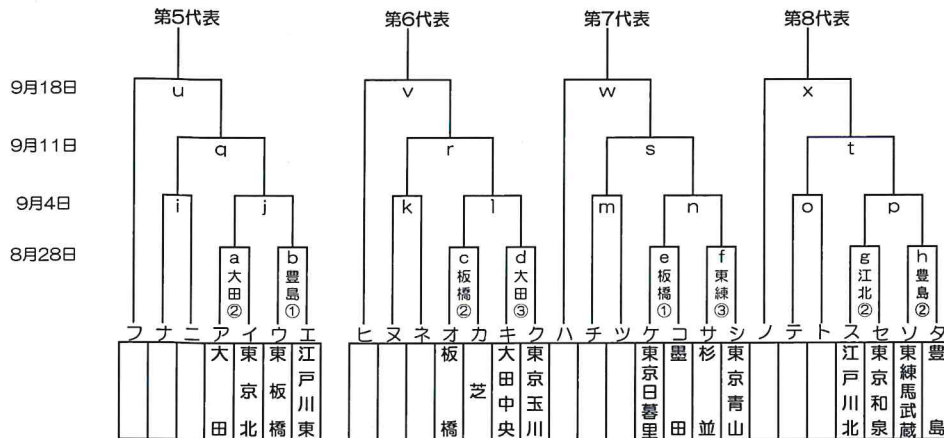 第5代表 第6代表 第7代表 第8代表
9月18日 u v w x
9月11日 q r s t
9月4日 i j k l m n o p
8月28日 a b c d e f g h
大田② 豊島① 板橋② 大田③ 板橋① 東練③ 江北② 豊島②
フ ナ ニ ア イ ウ エ ヒ ヌ ネ オ カ キ ク ハ チ ツ ケ コ サ シ ノ テ ト ス セ ソ タ
大田 東京北 東板橋 江戸川東 板橋 芝 大田中央 東京玉川 東京日暮里 墨田 杉並 東京青山 江戸川北 東京和泉 東練馬武蔵 豊島